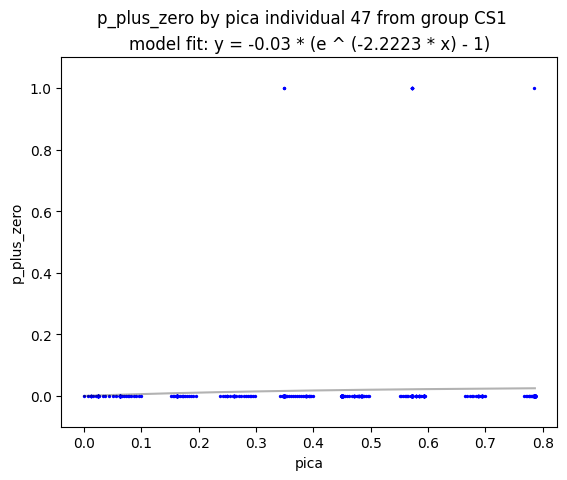 p_plus_zero by pica individual 47 from group CS1
model fit: y = -0.03 * (e ^ (-2.2223 * x) - 1)
1.0
0.8
0.6
0.4
0.2
0.0
p_plus_zero
0.0 0.1 0.2 0.3 0.4 0.5 0.6 0.7 0.8
pica